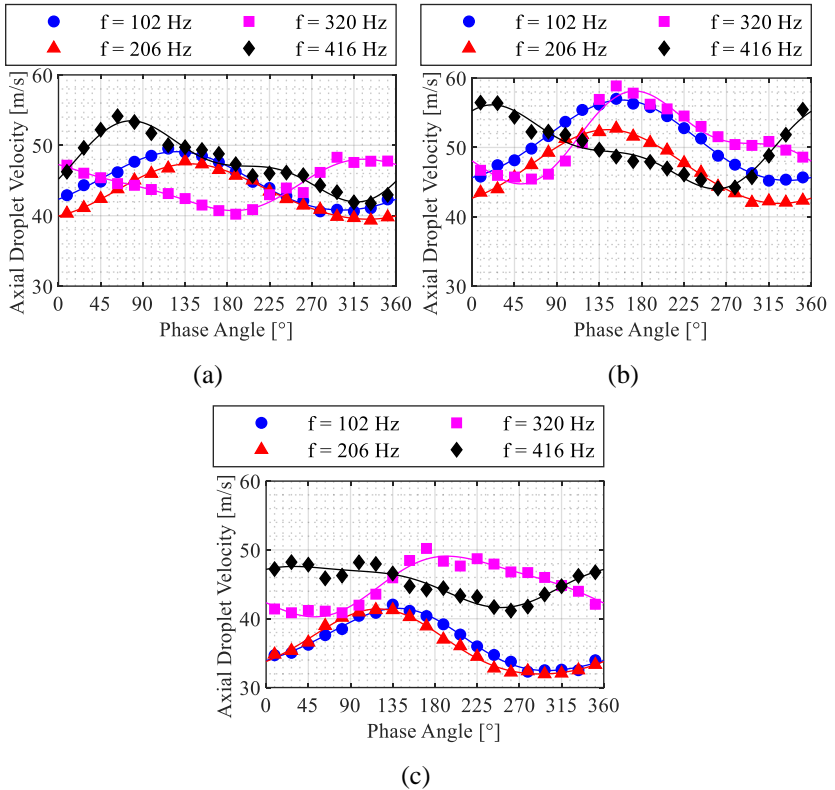 f = 102 Hz f = 320 Hz
f = 206 Hz f = 416 Hz
60
50
40
30
Axial Droplet Velocity [m/s]
0 45 90 135 180 225 270 315 360
Phase Angle [°]
(a)
f = 102 Hz f = 320 Hz
f = 206 Hz f = 416 Hz
60
50
40
30
Axial Droplet Velocity [m/s]
0 45 90 135 180 225 270 315 360
Phase Angle [°]
(b)
f = 102 Hz f = 320 Hz
f = 206 Hz f = 416 Hz
60
50
40
30
Axial Droplet Velocity [m/s]
0 45 90 135 180 225 270 315 360
Phase Angle [°]
(c)